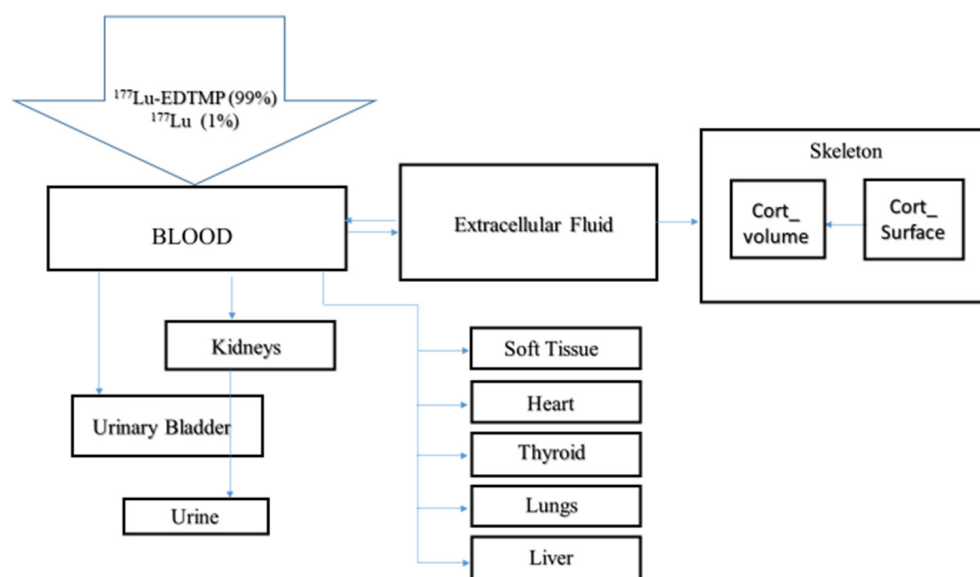 ¹⁷⁷Lu-EDTMP (99%)
¹⁷⁷Lu (1%)
BLOOD
Extracellular Fluid
Skeleton
Cort_
volume
Cort_
Surface
Kidneys
Urinary Bladder
Urine
Soft Tissue
Heart
Thyroid
Lungs
Liver